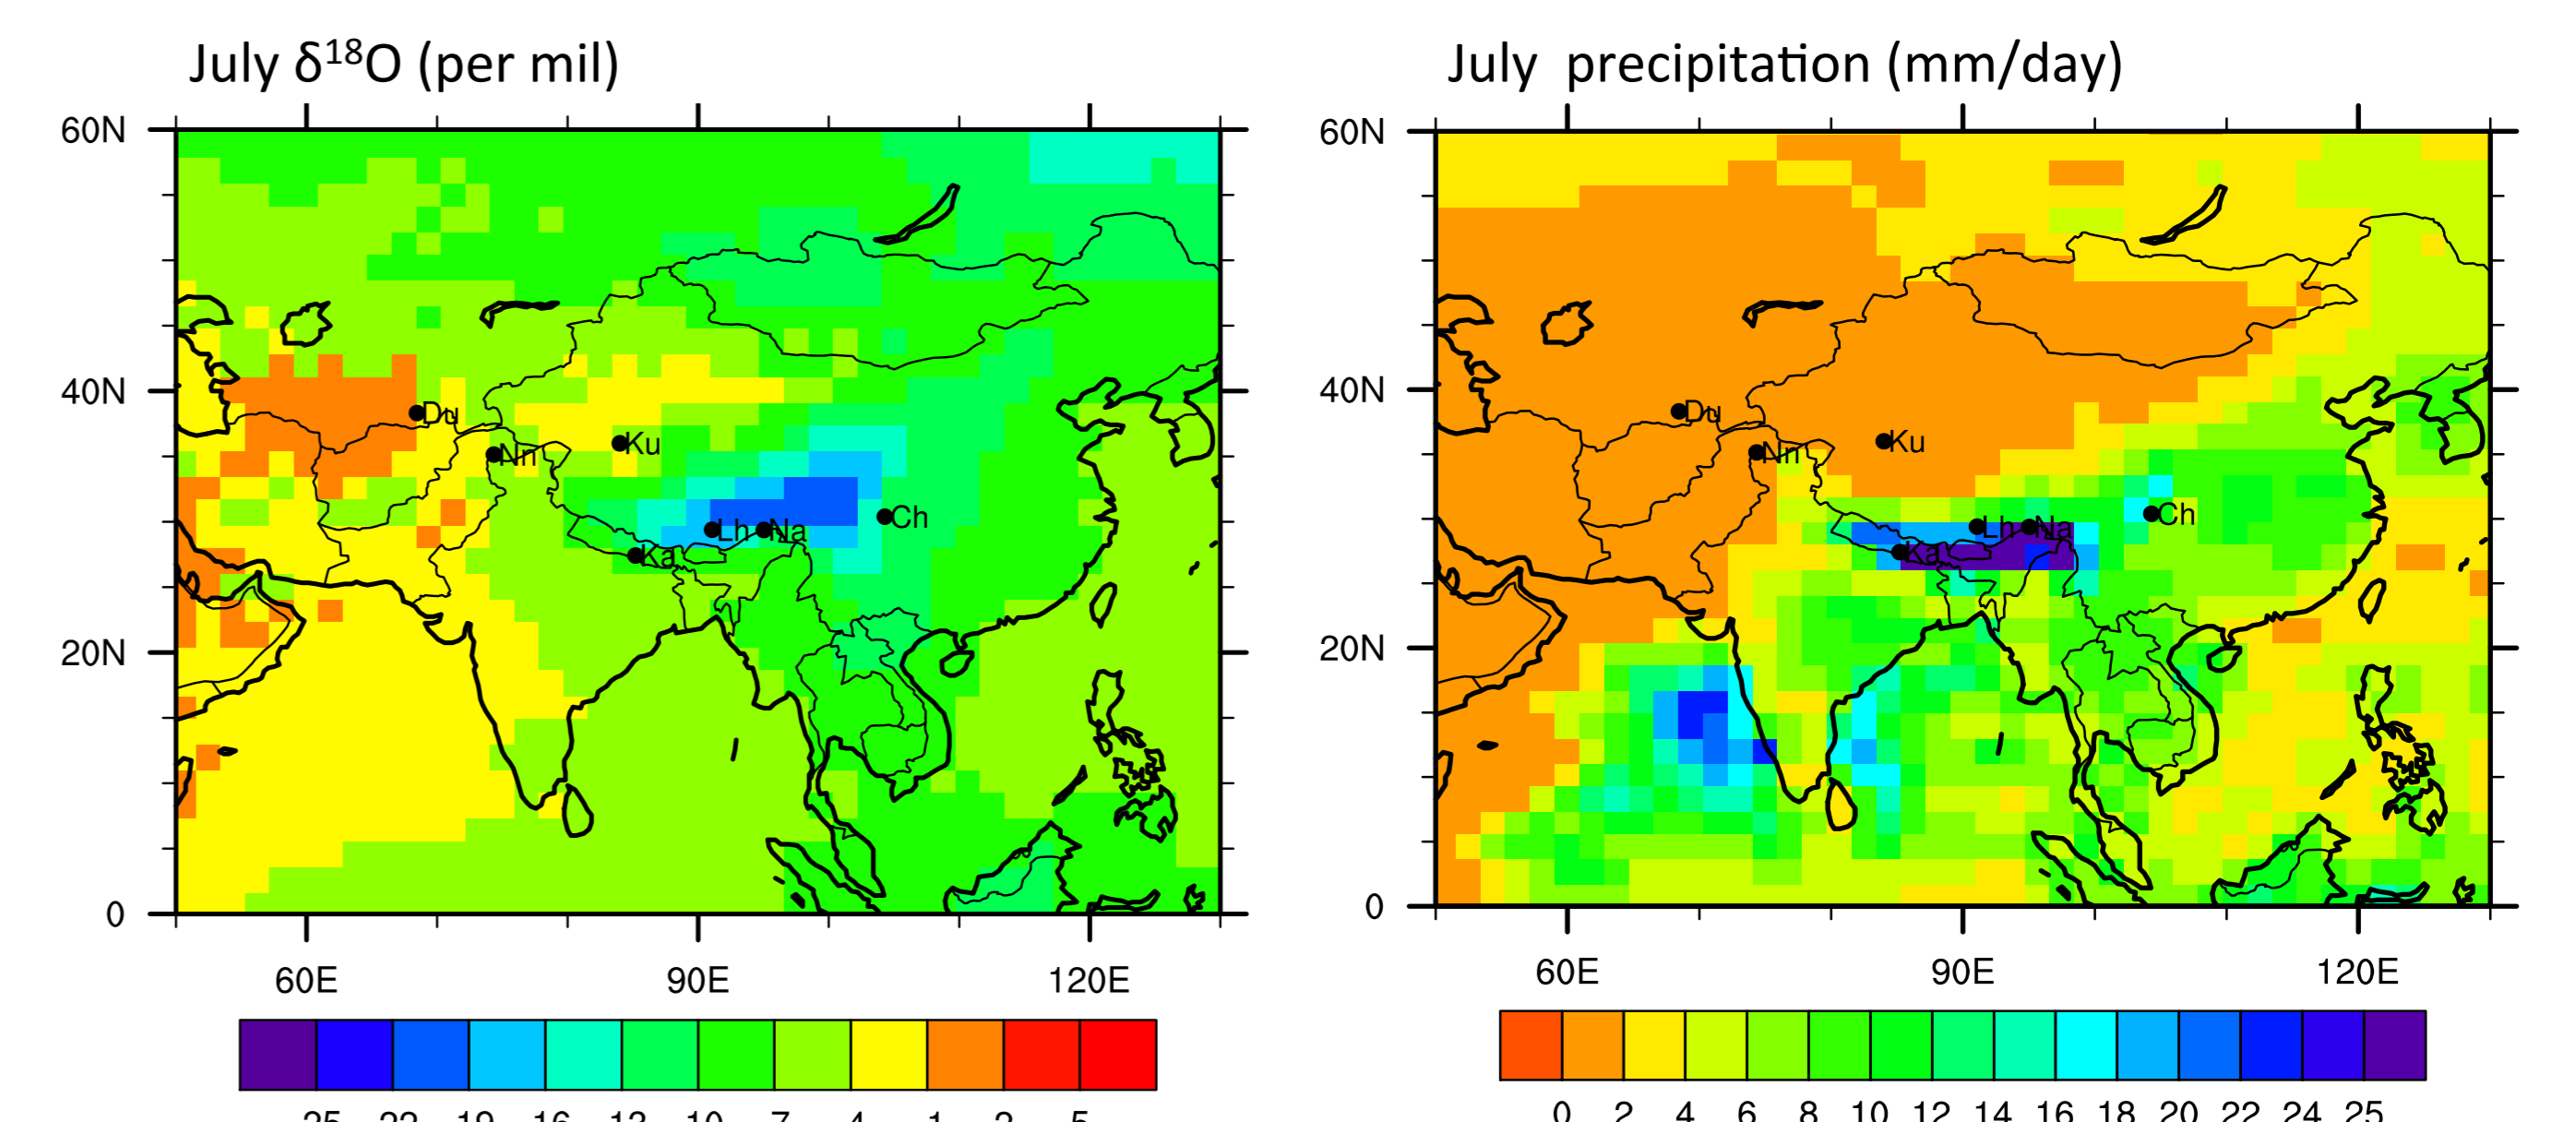 July δ¹⁸O (per mil)
60N
40N
20N
0
60E
90E
120E
Du
Nn
Ku
Lh
Na
Ka
Ch
July precipitation (mm/day)
60N
40N
20N
0
60E
90E
120E
Du
Nn
Ku
Lh
Na
Ka
Ch
0 2 4 6 8 10 12 14 16 18 20 22 24 25